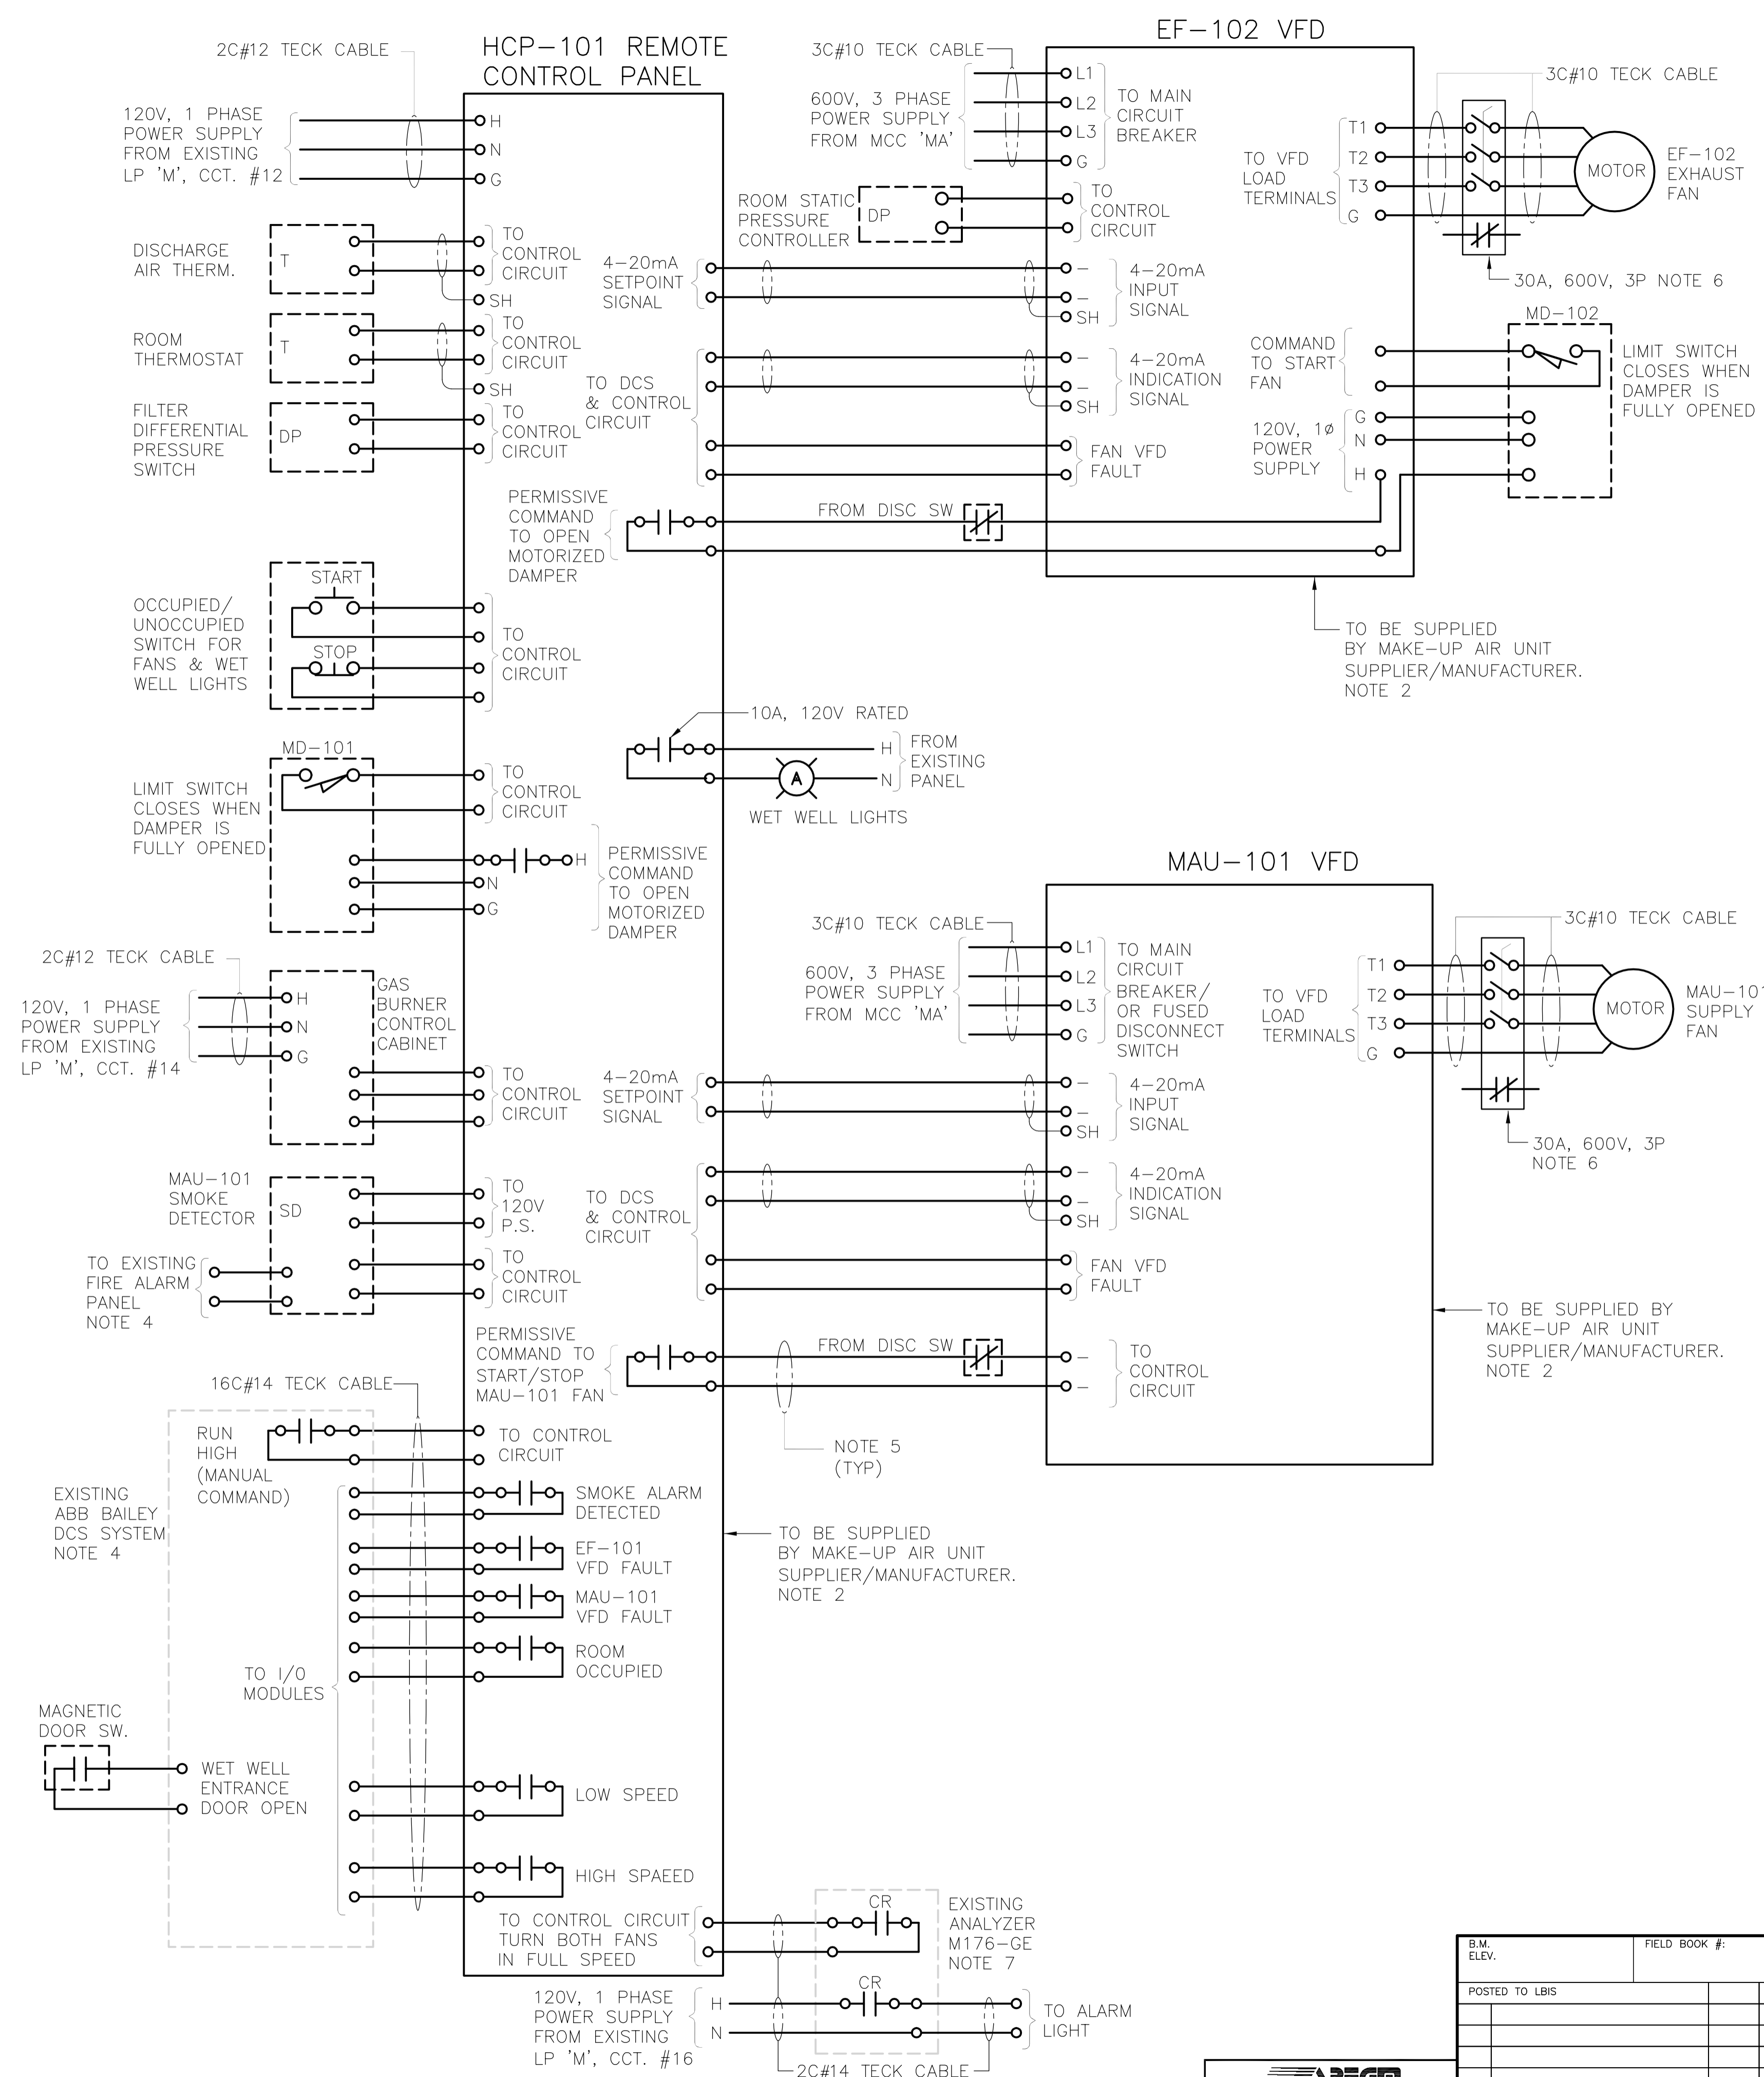 HCP-101 REMOTE
CONTROL PANEL
2C#12 TECK CABLE
120V, 1 PHASE
POWER SUPPLY
FROM EXISTING
LP 'M', CCT. #12
H
N
G
DISCHARGE
AIR THERM.
T
TO
CONTROL
CIRCUIT
SH
ROOM
THERMOSTAT
T
TO
CONTROL
CIRCUIT
SH
FILTER
DIFFERENTIAL
PRESSURE
SWITCH
DP
TO
CONTROL
CIRCUIT
OCCUPIED/
UNOCCUPIED
SWITCH FOR
FANS & WET
WELL LIGHTS
START
STOP
TO
CONTROL
CIRCUIT
MD-101
LIMIT SWITCH
CLOSES WHEN
DAMPER IS
FULLY OPENED
TO
CONTROL
CIRCUIT
H
N
G
PERMISSIVE
COMMAND
TO OPEN
MOTORIZED
DAMPER
2C#12 TECK CABLE
120V, 1 PHASE
POWER SUPPLY
FROM EXISTING
LP 'M', CCT. #14
H
N
G
GAS
BURNER
CONTROL
CABINET
TO
CONTROL
CIRCUIT
MAU-101
SMOKE
DETECTOR
SD
TO
120V
P.S.
TO EXISTING
FIRE ALARM
PANEL
NOTE 4
TO
CONTROL
CIRCUIT
16C#14 TECK CABLE
RUN
HIGH
(MANUAL
COMMAND)
TO CONTROL
CIRCUIT
EXISTING
ABB BAILEY
DCS SYSTEM
NOTE 4
SMOKE ALARM
DETECTED
EF-101
VFD FAULT
MAU-101
VFD FAULT
ROOM
OCCUPIED
TO I/O
MODULES
MAGNETIC
DOOR SW.
WET WELL
ENTRANCE
DOOR OPEN
LOW SPEED
HIGH SPAEED
TO CONTROL CIRCUIT
TURN BOTH FANS
IN FULL SPEED
CR
EXISTING
ANALYZER
M176-GE
NOTE 7
120V, 1 PHASE
POWER SUPPLY
FROM EXISTING
LP 'M', CCT. #16
H
N
CR
TO ALARM
LIGHT
2C#14 TECK CABLE
4-20mA
SETPOINT
SIGNAL
TO DCS
& CONTROL
CIRCUIT
PERMISSIVE
COMMAND
TO OPEN
MOTORIZED
DAMPER
FROM DISC SW
10A, 120V RATED
H
N
FROM
EXISTING
PANEL
A
WET WELL LIGHTS
4-20mA
SETPOINT
SIGNAL
TO DCS
& CONTROL
CIRCUIT
PERMISSIVE
COMMAND TO
START/STOP
MAU-101 FAN
FROM DISC SW
NOTE 5
(TYP)
TO BE SUPPLIED
BY MAKE-UP AIR UNIT
SUPPLIER/MANUFACTURER.
NOTE 2
EF-102 VFD
3C#10 TECK CABLE
600V, 3 PHASE
POWER SUPPLY
FROM MCC 'MA'
L1
L2
L3
G
TO MAIN
CIRCUIT
BREAKER
ROOM STATIC
PRESSURE
CONTROLLER
DP
TO
CONTROL
CIRCUIT
-
-
SH
4-20mA
INPUT
SIGNAL
-
-
SH
4-20mA
INDICATION
SIGNAL
FAN VFD
FAULT
TO VFD
LOAD
TERMINALS
T1
T2
T3
G
3C#10 TECK CABLE
MOTOR
EF-102
EXHAUST
FAN
30A, 600V, 3P NOTE 6
COMMAND
TO START
FAN
120V, 1ø
POWER
SUPPLY
G
N
H
MD-102
LIMIT SWITCH
CLOSES WHEN
DAMPER IS
FULLY OPENED
TO BE SUPPLIED
BY MAKE-UP AIR UNIT
SUPPLIER/MANUFACTURER.
NOTE 2
MAU-101 VFD
3C#10 TECK CABLE
600V, 3 PHASE
POWER SUPPLY
FROM MCC 'MA'
L1
L2
L3
G
TO MAIN
CIRCUIT
BREAKER/
OR FUSED
DISCONNECT
SWITCH
-
-
SH
4-20mA
INPUT
SIGNAL
-
-
SH
4-20mA
INDICATION
SIGNAL
FAN VFD
FAULT
-
-
TO
CONTROL
CIRCUIT
TO VFD
LOAD
TERMINALS
T1
T2
T3
G
3C#10 TECK CABLE
MOTOR
MAU-101
SUPPLY
FAN
30A, 600V, 3P
NOTE 6
TO BE SUPPLIED BY
MAKE-UP AIR UNIT
SUPPLIER/MANUFACTURER.
NOTE 2
B.M.
ELEV.
FIELD BOOK #:
POSTED TO LBIS